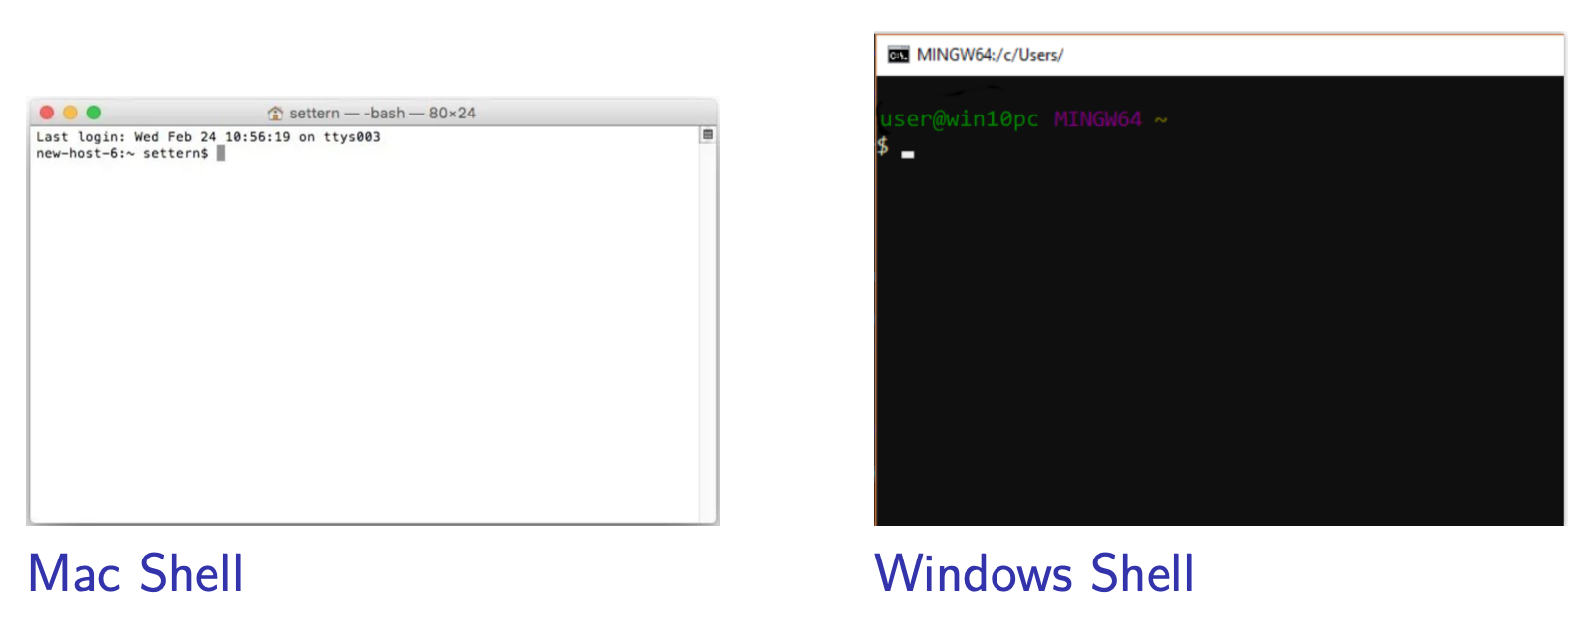 settern — -bash — 80×24
Last login: Wed Feb 24 10:56:19 on ttys003
new-host-6:~ settern$
Mac Shell
C:\.
MINGW64:/c/Users/
user@win10pc MINGW64 ~
$
Windows Shell